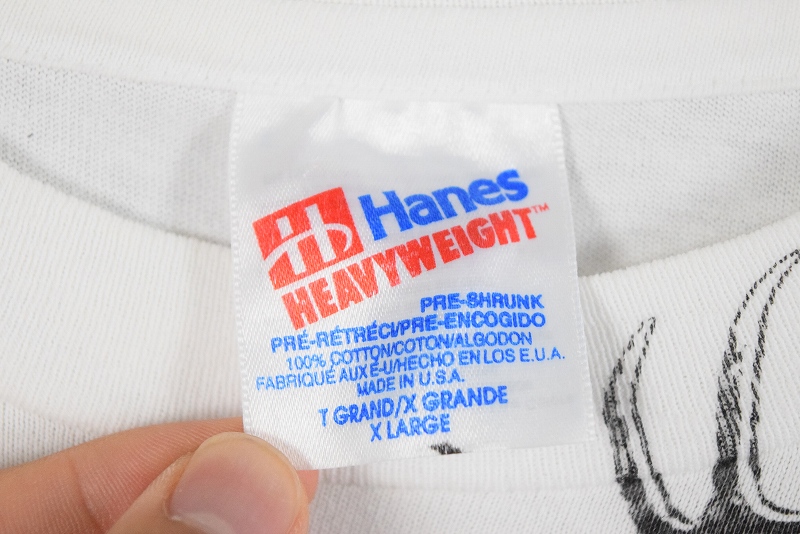 Hanes
HEAVYWEIGHT™
PRE-SHRUNK
PRÉ-RÉTRÉCI/PRE-ENCOGIDO
100% COTTON/COTON/ALGODON
FABRIQUÉ AUX É-U/HECHO EN LOS E.U.A.
MADE IN U.S.A.
T GRAND/X GRANDE
X LARGE